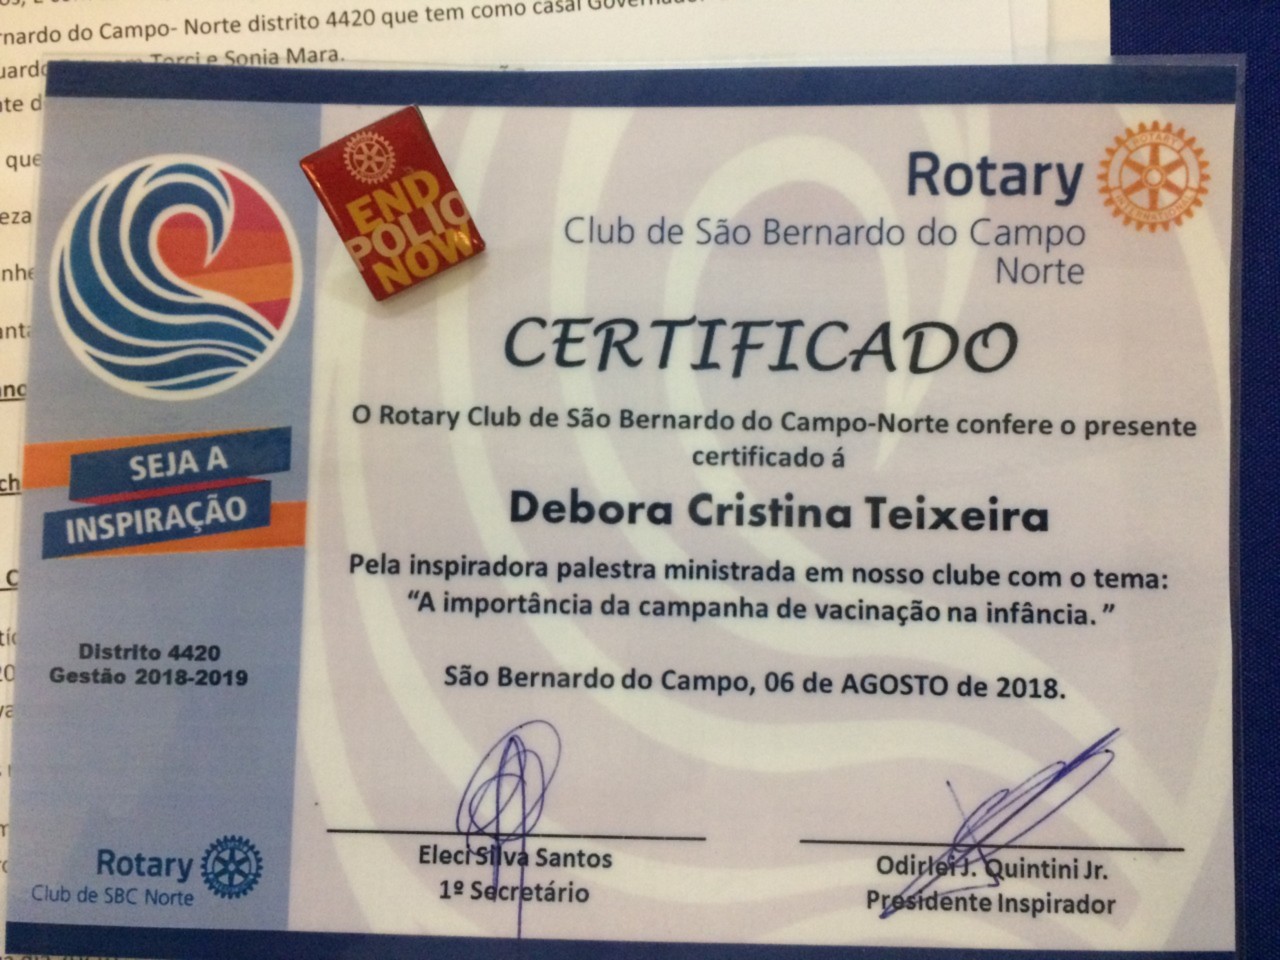 rnardo do Campo- Norte distrito 4420 que tem como casal
e Sonia Mara.
que
END
POLIO
NOW
Rotary
ROTARY
INTERNATIONAL
Club de São Bernardo do Campo
Norte
CERTIFICADO
O Rotary Club de São Bernardo do Campo-Norte confere o presente
certificado á
Debora Cristina Teixeira
Pela inspiradora palestra ministrada em nosso clube com o tema:
“A importância da campanha de vacinação na infância.”
São Bernardo do Campo, 06 de AGOSTO de 2018.
SEJA A
INSPIRAÇÃO
Distrito 4420
Gestão 2018-2019
Rotary
Club de SBC Norte
Eleci Silva Santos
1º Secretário
Odirlei J. Quintini Jr.
Presidente Inspirador